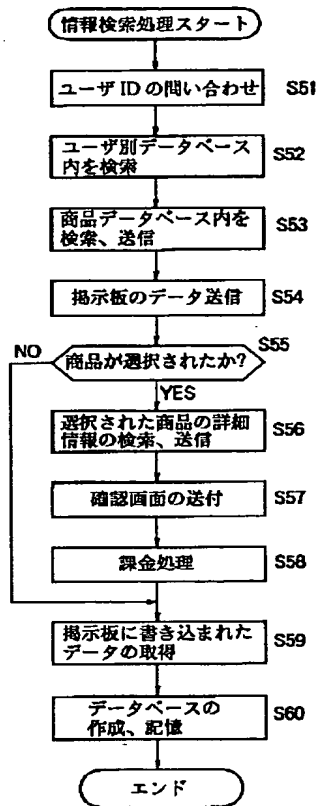 情報検索処理スタート
ユーザIDの問い合わせ
S51
ユーザ別データベース
内を検索
S52
商品データベース内を
検索、送信
S53
掲示板のデータ送信
S54
商品が選択されたか?
S55
NO
YES
選択された商品の詳細
情報の検索、送信
S56
確認画面の送付
S57
課金処理
S58
掲示板に書き込まれた
データの取得
S59
データベースの
作成、記憶
S60
エンド